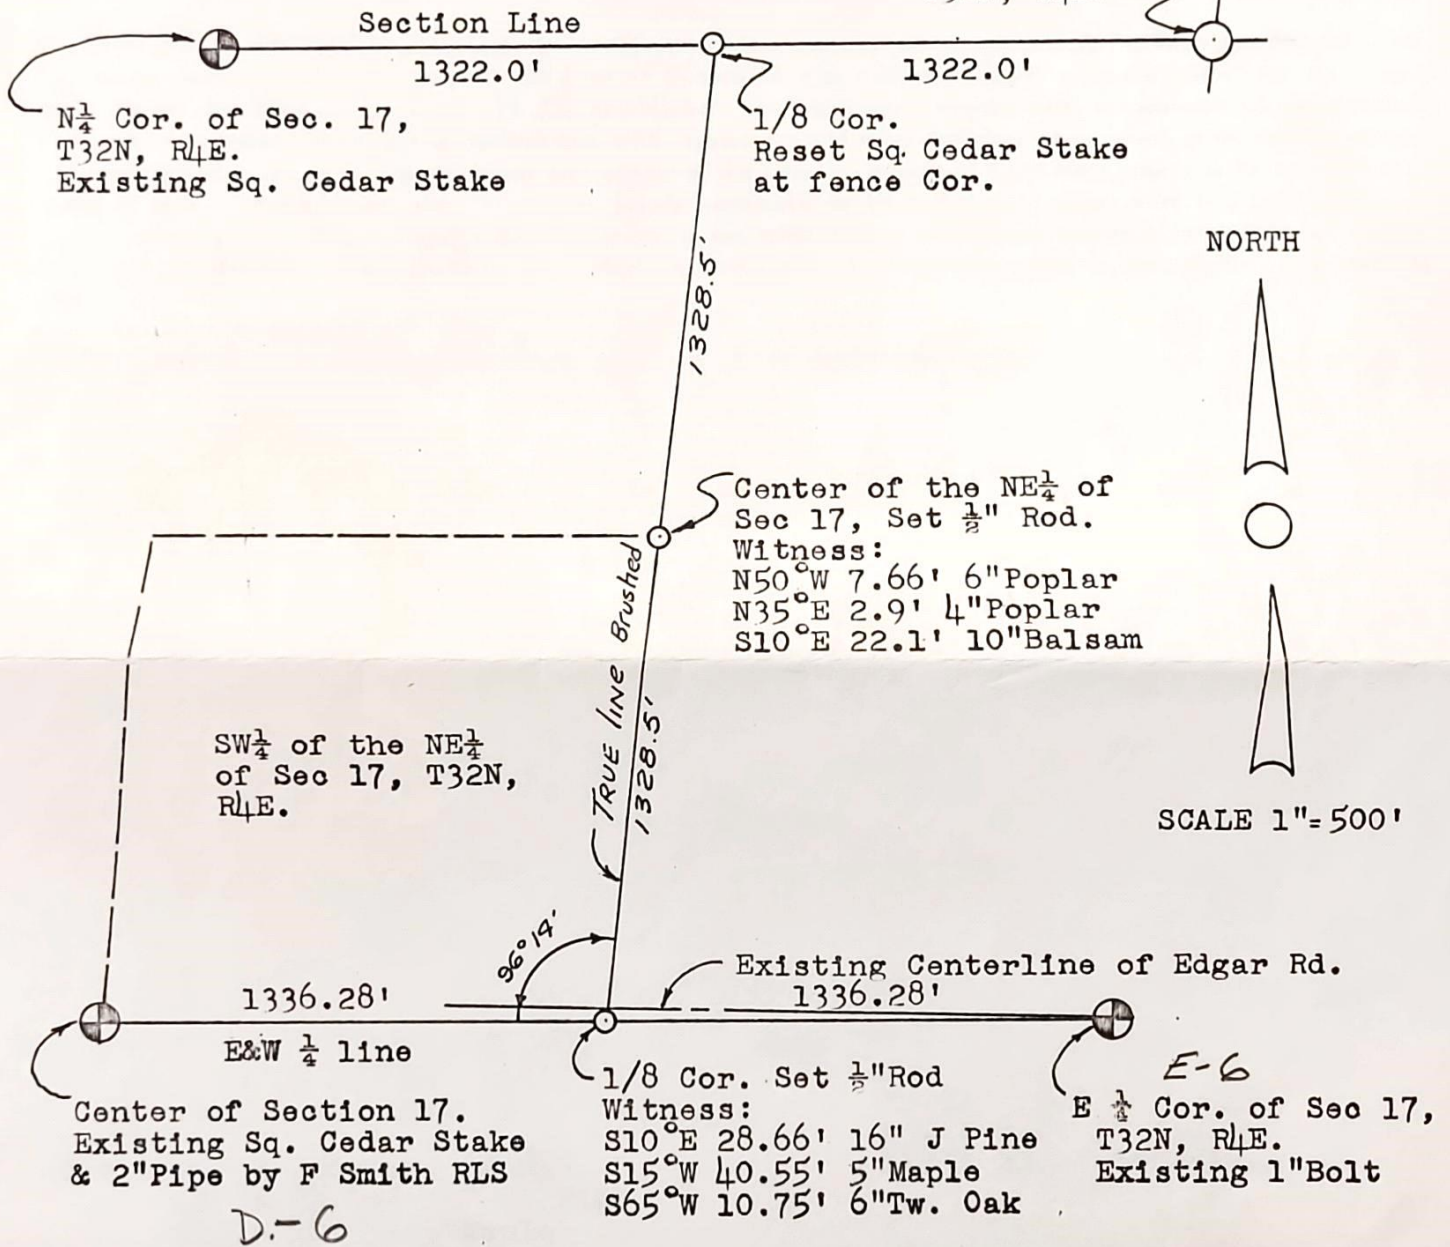 Section Line
1322.0'
1322.0'
N¼ Cor. of Sec. 17,
T32N, R4E.
Existing Sq. Cedar Stake
1/8 Cor.
Reset Sq. Cedar Stake
at fence Cor.
NORTH
1328.5'
Center of the NE¼ of
Sec 17, Set ½" Rod.
Witness:
N50°W 7.66' 6"Poplar
N35°E 2.9' 4"Poplar
S10°E 22.1' 10"Balsam
TRUE LINE Brushed
1328.5'
SW¼ of the NE¼
of Sec 17, T32N,
R4E.
SCALE 1"=500'
96°14'
Existing Centerline of Edgar Rd.
1336.28'
1336.28'
E&W ¼ line
Center of Section 17.
Existing Sq. Cedar Stake
& 2"Pipe by F Smith RLS
D.-6
1/8 Cor. Set ½"Rod
Witness:
S10°E 28.66' 16" J Pine
S15°W 40.55' 5"Maple
S65°W 10.75' 6"Tw. Oak
E-6
E ¼ Cor. of Sec 17,
T32N, R4E.
Existing 1"Bolt